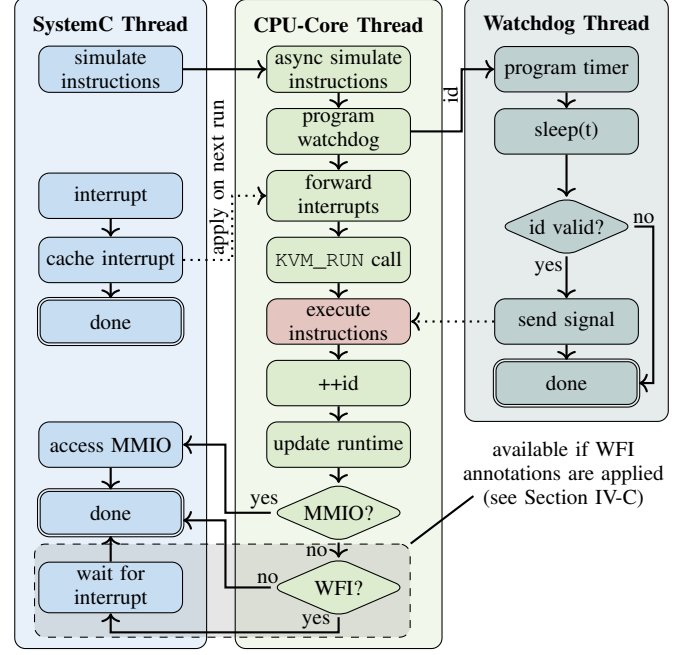 SystemC Thread
simulate
instructions
interrupt
cache interrupt
done
access MMIO
done
wait for
interrupt
apply on next run
CPU-Core Thread
async simulate
instructions
program
watchdog
forward
interrupts
KVM_RUN call
execute
instructions
++id
update runtime
MMIO?
yes
no
WFI?
no
yes
id
Watchdog Thread
program timer
sleep(t)
id valid?
no
yes
send signal
done
available if WFI
annotations are applied
(see Section IV-C)